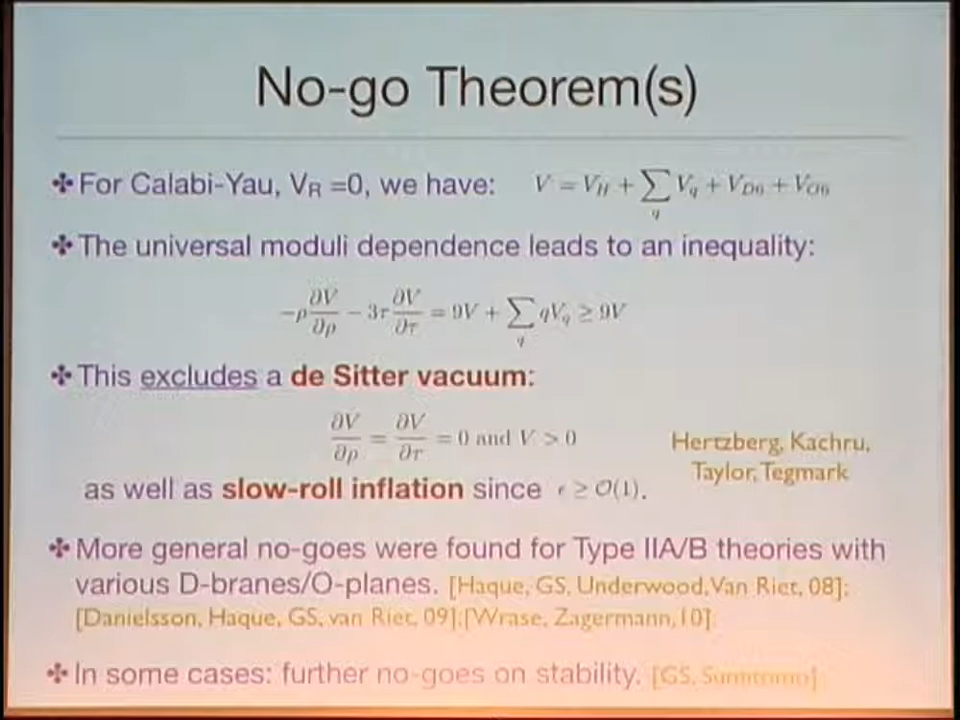 No-go Theorem(s)
✤ For Calabi-Yau, V_R =0, we have: V = V_H + ∑_q V_q + V_D6 + V_O6
✤ The universal moduli dependence leads to an inequality:
-ρ ∂V/∂ρ - 3τ ∂V/∂τ = 9V + ∑_q qV_q ≥ 9V
✤ This excludes a de Sitter vacuum:
∂V/∂ρ = ∂V/∂τ = 0 and V > 0
Hertzberg, Kachru,
Taylor, Tegmark
as well as slow-roll inflation since ϵ ≥ O(1).
✤ More general no-goes were found for Type IIA/B theories with
various D-branes/O-planes. [Haque, GS, Underwood, Van Riet, 08];
[Danielsson, Haque, GS, van Riet, 09];[Wrase, Zagermann,10].
✤ In some cases: further no-goes on stability. [GS, Sumitomo]